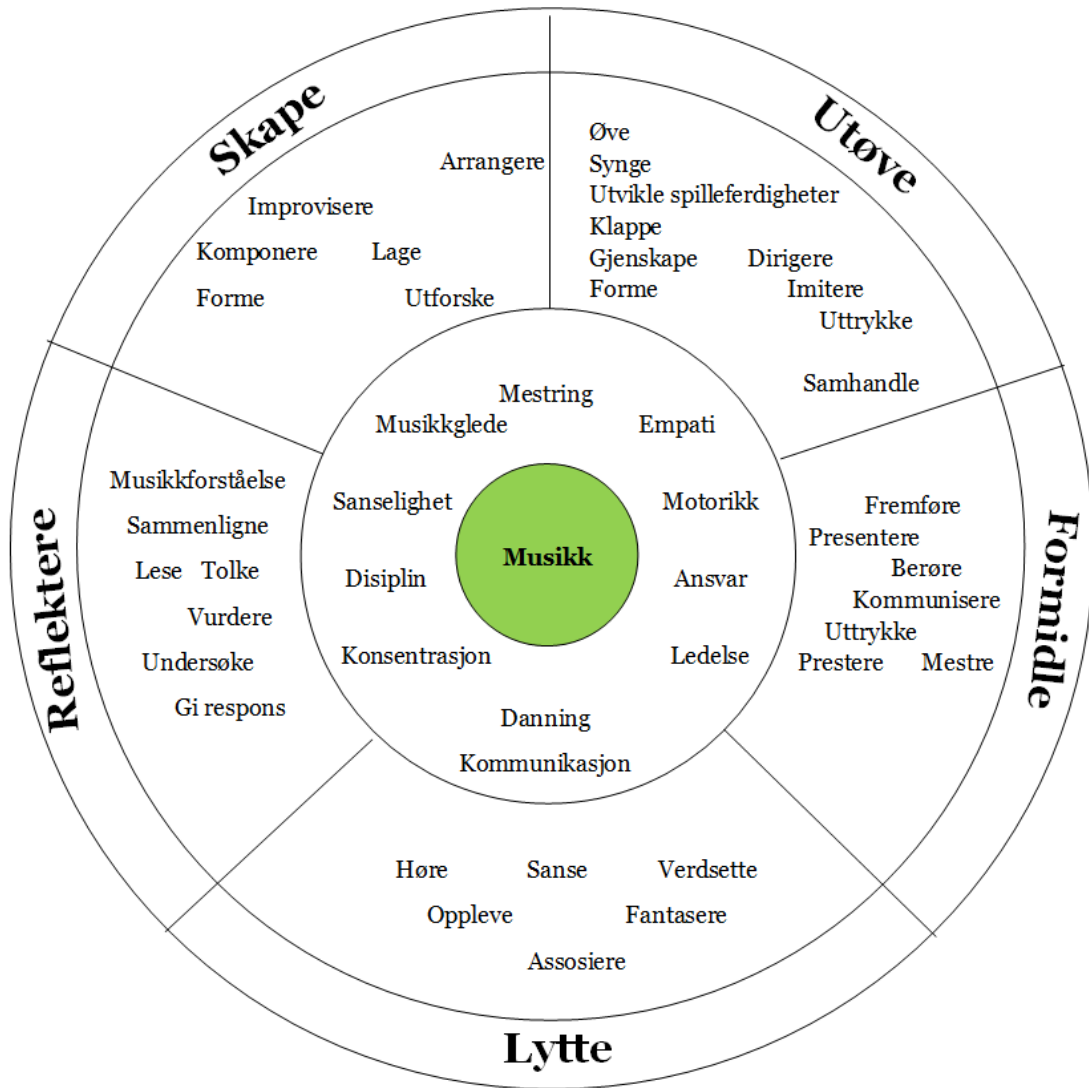 Skape
Arrangere
Improvisere
Komponere Lage
Forme Utforske
Utøve
Øve
Synge
Utvikle spilleferdigheter
Klappe
Gjenskape Dirigere
Forme Imitere
Uttrykke
Samhandle
Formidle
Fremføre
Presentere
Berøre
Kommunisere
Uttrykke
Prestere Mestre
Lytte
Høre Sanse Verdsette
Oppleve Fantasere
Assosiere
Reflektere
Musikkforståelse
Sammenligne
Lese Tolke
Vurdere
Undersøke
Gi respons
Mestring
Musikkglede Empati
Sanselighet Motorikk
Musikk
Disiplin Ansvar
Konsentrasjon Ledelse
Danning
Kommunikasjon